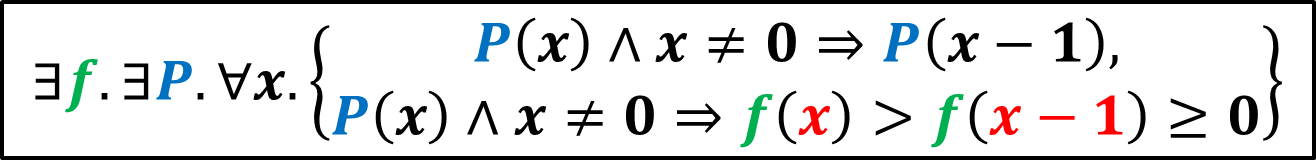 ∃f. ∃P. ∀x. { P(x) ∧ x ≠ 0 ⇒ P(x − 1),
P(x) ∧ x ≠ 0 ⇒ f(x) > f(x − 1) ≥ 0 }